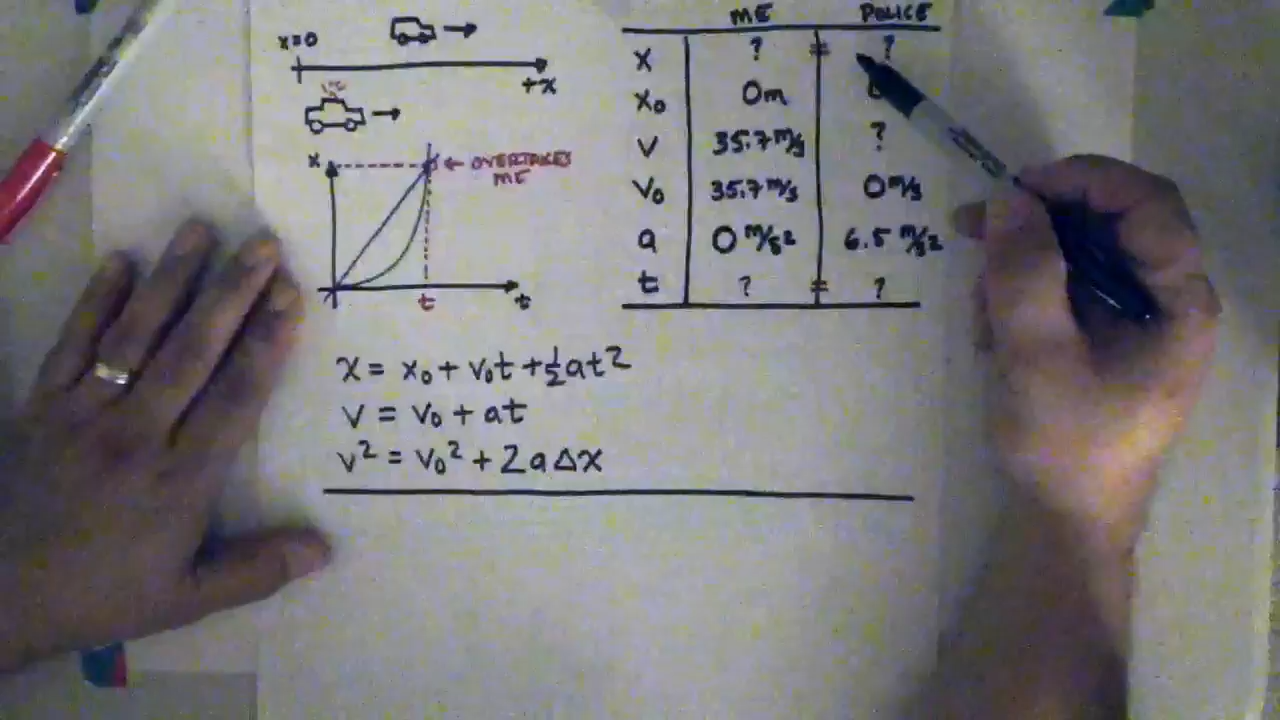 x=0
+x
x
← OVERTAKES
ME
t
t
ME POLICE
x ? = ?
x₀ 0m
v 35.7 m/s ?
v₀ 35.7 m/s 0 m/s
a 0 m/s² 6.5 m/s²
t ? = ?
x = x₀ + v₀t + ½at²
v = v₀ + at
v² = v₀² + 2aΔx